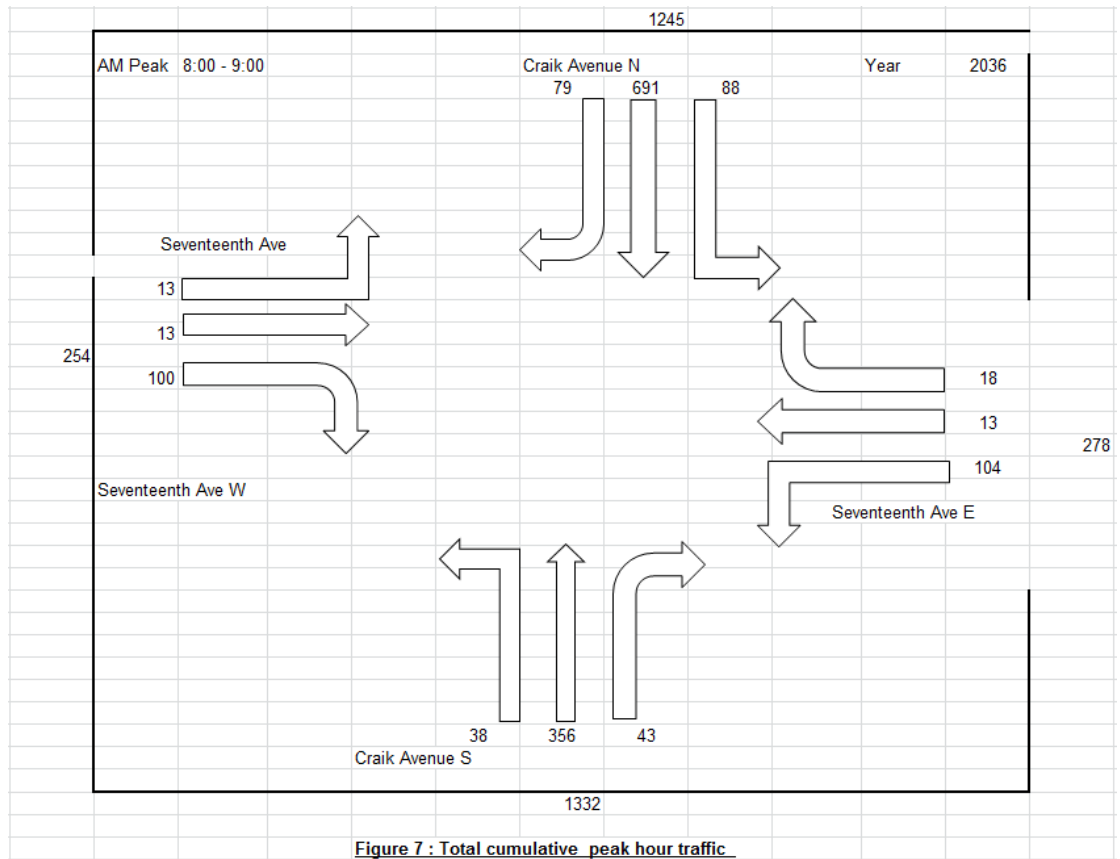 1245
AM Peak 8:00 - 9:00 Craik Avenue N Year 2036
79 691 88
Seventeenth Ave
13
13
254
100
18
13
278
104
Seventeenth Ave W
Seventeenth Ave E
38 356 43
Craik Avenue S
1332
Figure 7 : Total cumulative peak hour traffic